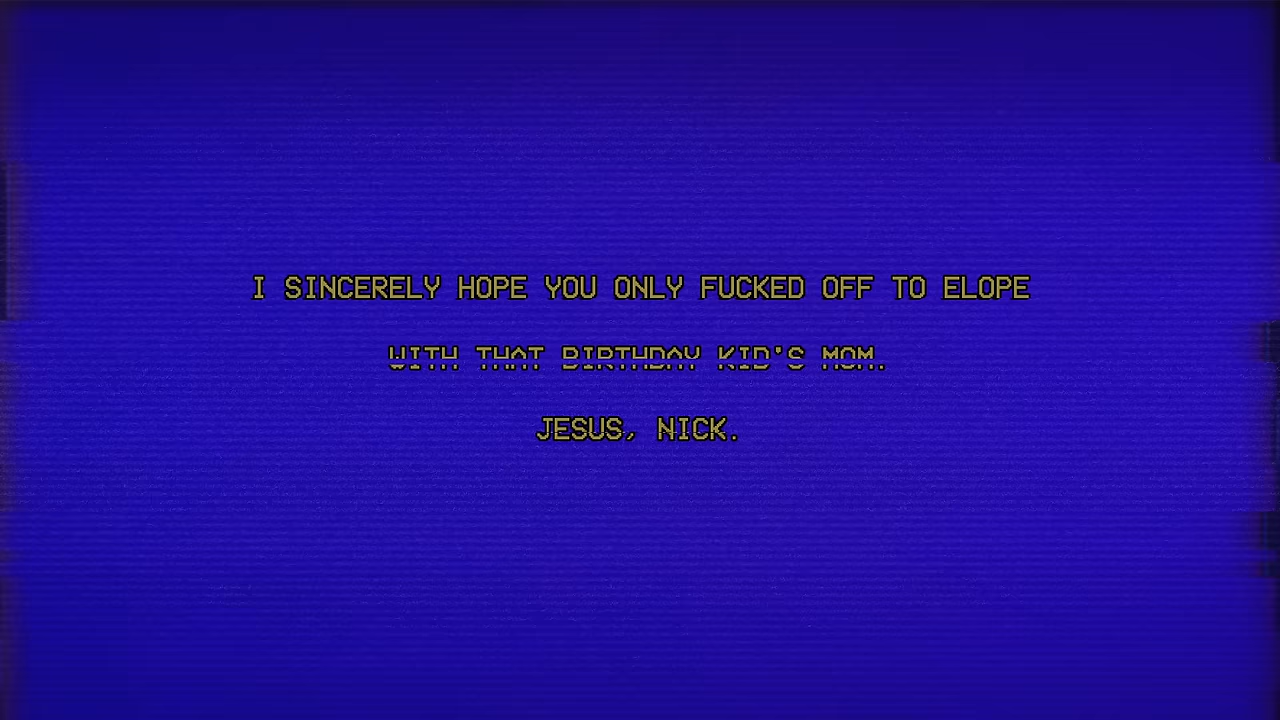 I SINCERELY HOPE YOU ONLY FUCKED OFF TO ELOPE
WITH THAT BIRTHDAY KID'S MOM.
JESUS, NICK.